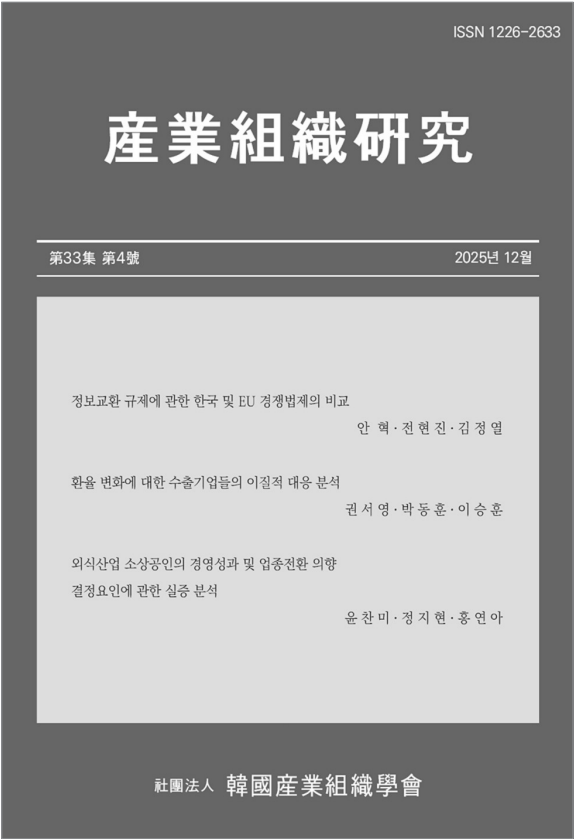 ISSN 1226-2633
産業組織硏究
第33集 第4號
2025년 12월
정보교환 규제에 관한 한국 및 EU 경쟁법제의 비교
안 혁·전현진·김정열
환율 변화에 대한 수출기업들의 이질적 대응 분석
권서영·박동훈·이승훈
외식산업 소상공인의 경영성과 및 업종전환 의향
결정요인에 관한 실증 분석
윤찬미·정지현·홍연아
社團法人 韓國産業組織學會